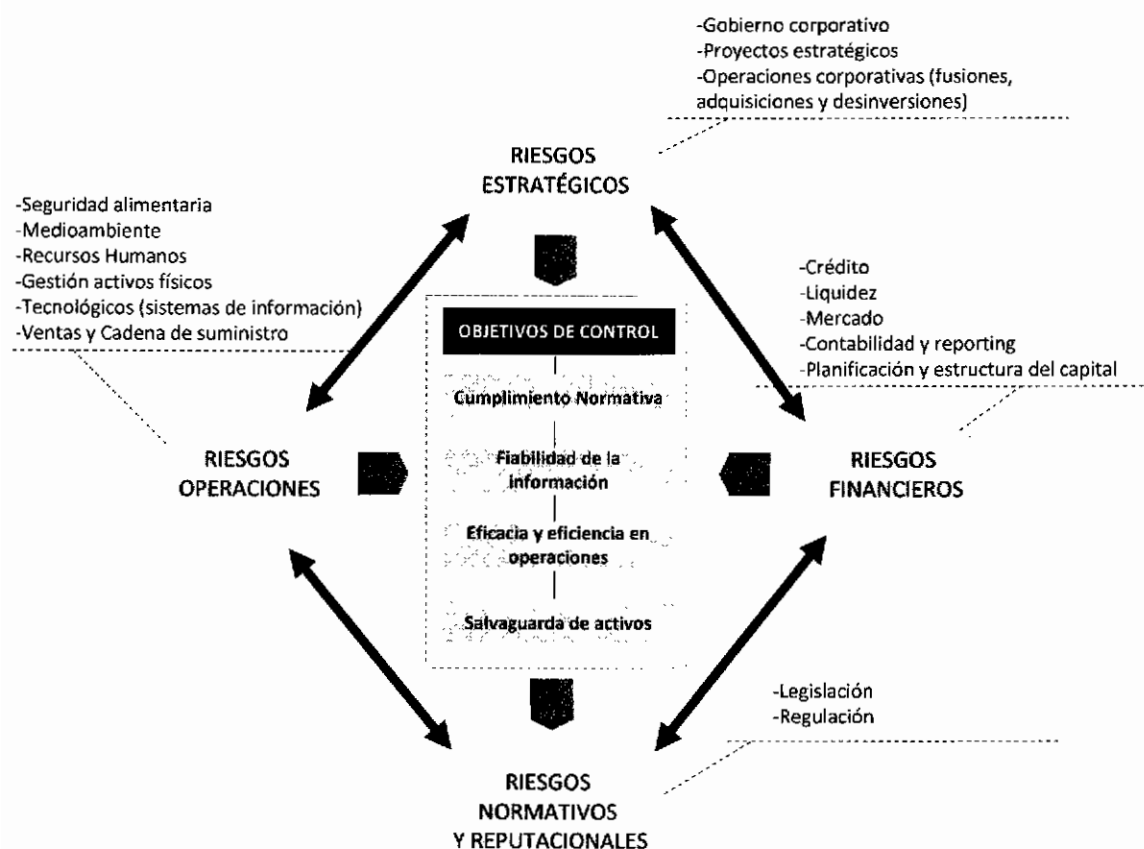 -Gobierno corporativo
-Proyectos estratégicos
-Operaciones corporativas (fusiones,
adquisiciones y desinversiones)
RIESGOS
ESTRATÉGICOS
-Seguridad alimentaria
-Medioambiente
-Recursos Humanos
-Gestión activos físicos
-Tecnológicos (sistemas de información)
-Ventas y Cadena de suministro
-Crédito
-Liquidez
-Mercado
-Contabilidad y reporting
-Planificación y estructura del capital
OBJETIVOS DE CONTROL
Cumplimiento Normativa
Fiabilidad de la
información
Eficacia y eficiencia en
operaciones
Salvaguarda de activos
RIESGOS
OPERACIONES
RIESGOS
FINANCIEROS
-Legislación
-Regulación
RIESGOS
NORMATIVOS
Y REPUTACIONALES